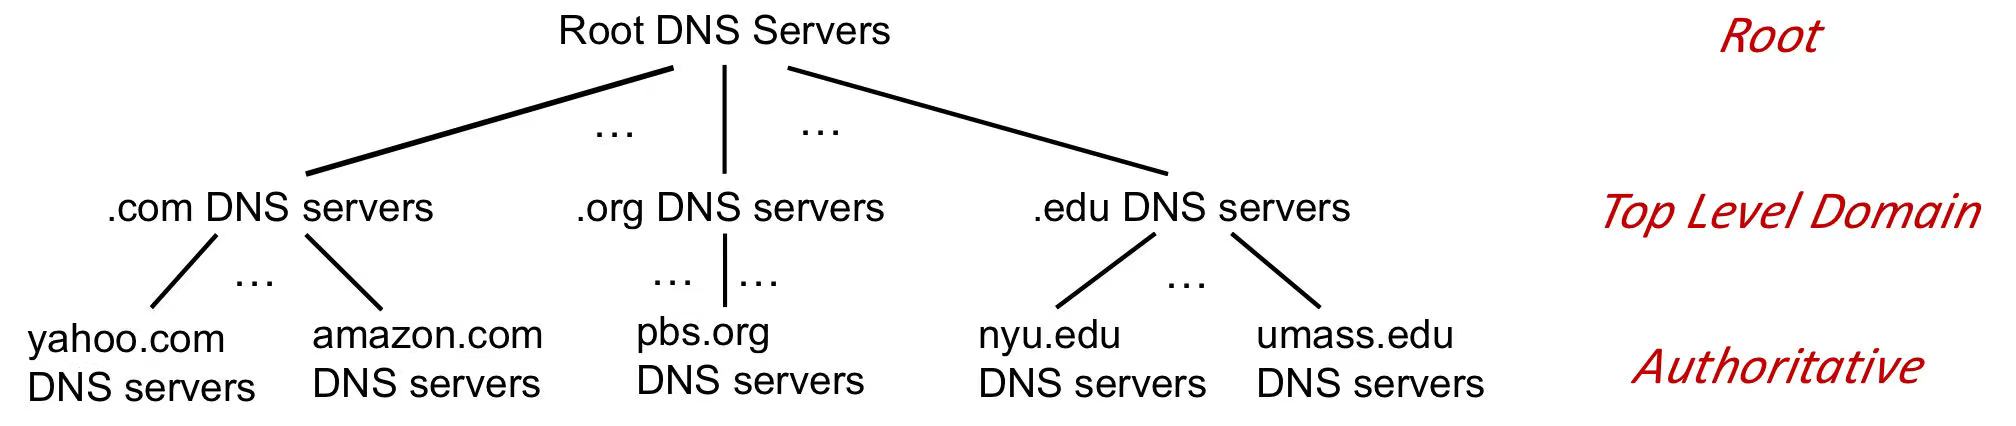 Root DNS Servers
Root
...
...
.com DNS servers
.org DNS servers
.edu DNS servers
Top Level Domain
...
...
...
...
yahoo.com
DNS servers
amazon.com
DNS servers
pbs.org
DNS servers
nyu.edu
DNS servers
umass.edu
DNS servers
Authoritative